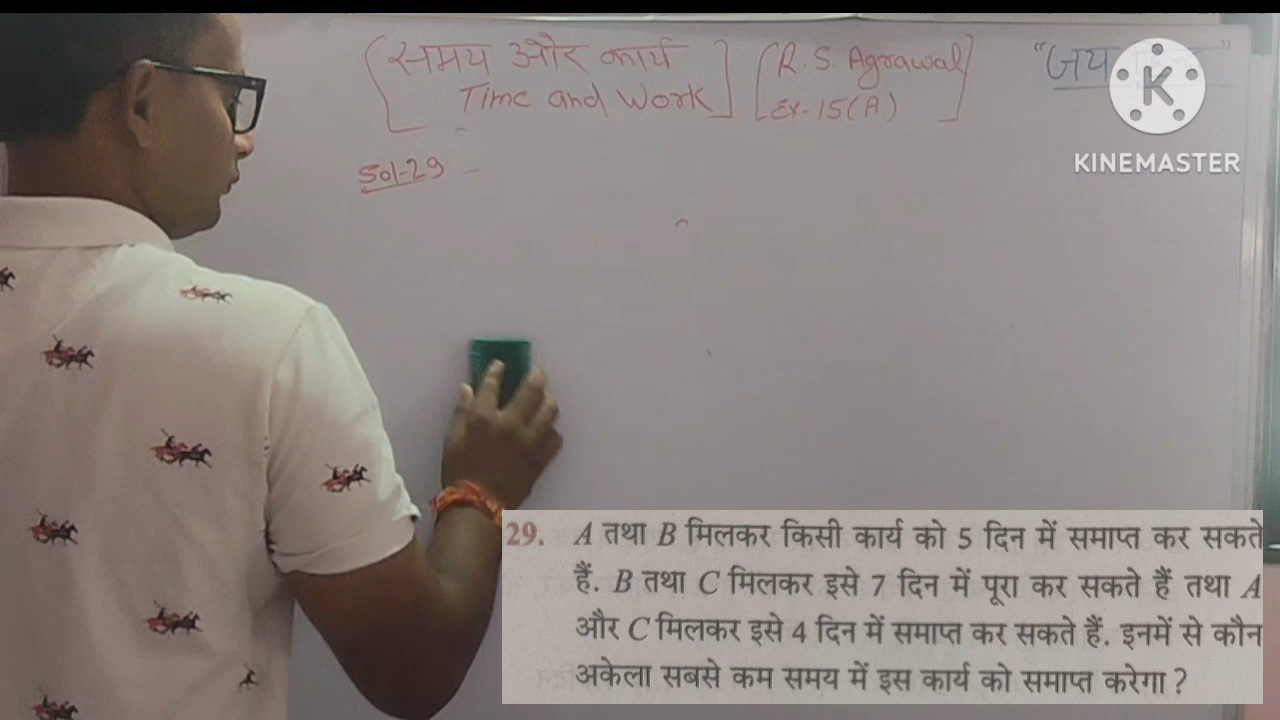 समय और कार्य
Time and Work
R. S. Agrawal
Ex-15(A)
"जय
K
KINEMASTER
Sol-29
29. A तथा B मिलकर किसी कार्य को 5 दिन में समाप्त कर सकते
हैं. B तथा C मिलकर इसे 7 दिन में पूरा कर सकते हैं तथा A
और C मिलकर इसे 4 दिन में समाप्त कर सकते हैं. इनमें से कौन
अकेला सबसे कम समय में इस कार्य को समाप्त करेगा ?